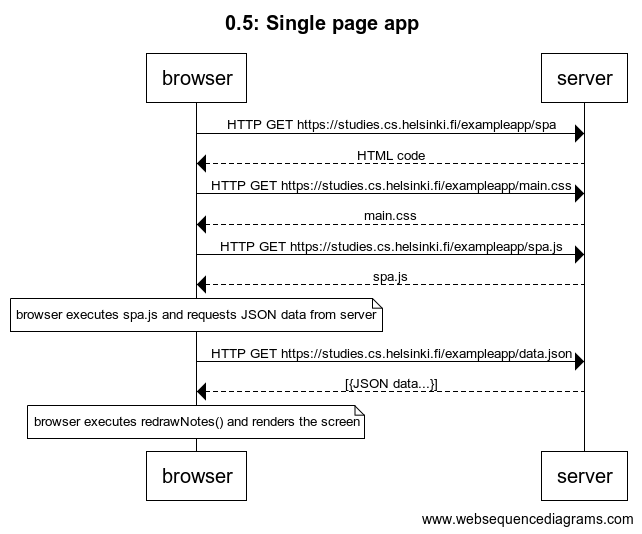 0.5: Single page app
browser
server
HTTP GET https://studies.cs.helsinki.fi/exampleapp/spa
HTML code
HTTP GET https://studies.cs.helsinki.fi/exampleapp/main.css
main.css
HTTP GET https://studies.cs.helsinki.fi/exampleapp/spa.js
spa.js
browser executes spa.js and requests JSON data from server
HTTP GET https://studies.cs.helsinki.fi/exampleapp/data.json
[{JSON data...}]
browser executes redrawNotes() and renders the screen
browser
server
www.websequencediagrams.com